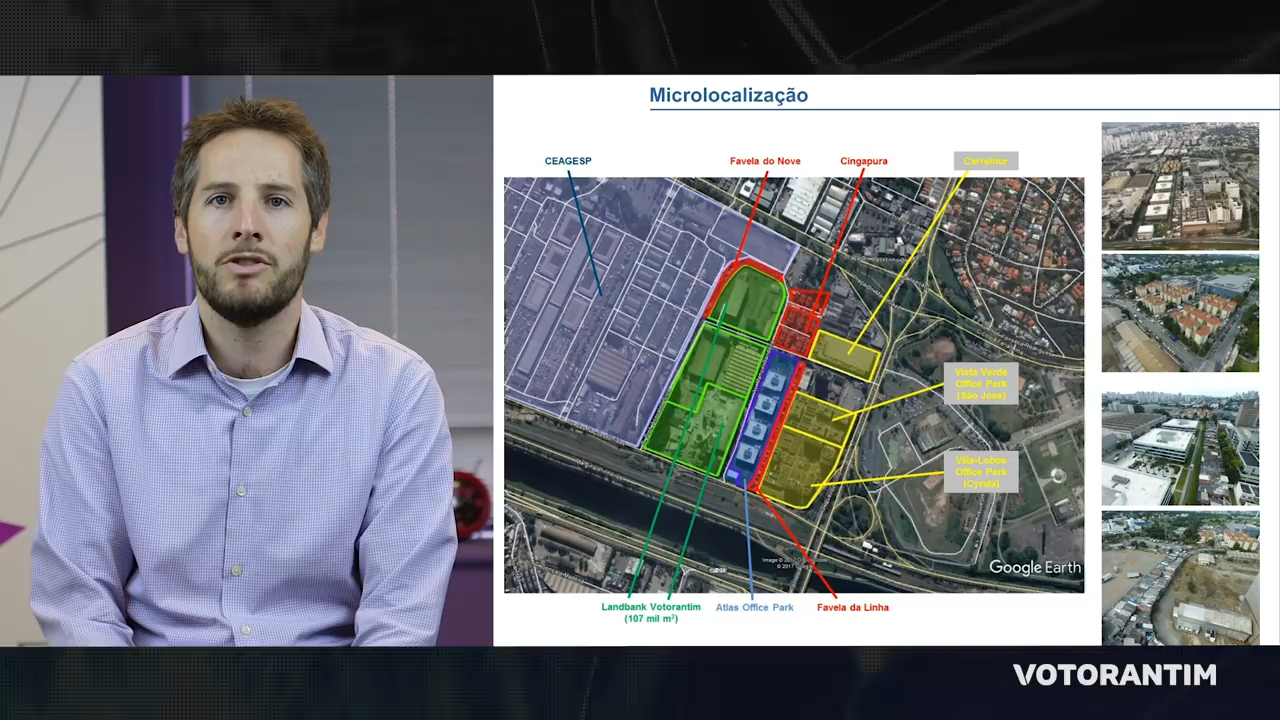 Microlocalização
CEAGESP
Favela do Nove
Cingapura
Carrefour
Vista Verde
Office Park
(São José)
Villa-Lobos
Office Park
(Cyrela)
Google Earth
Landbank Votorantim
(107 mil m²)
Atlas Office Park
Favela da Linha
VOTORANTIM